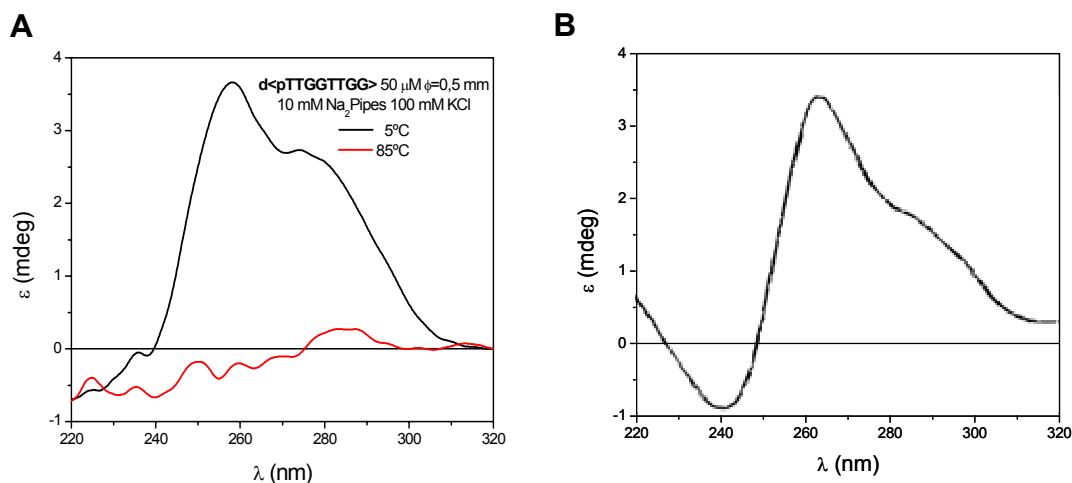 A
d<pTTGGTTGG> 50 μM ϕ=0,5 mm
10 mM Na₂Pipes 100 mM KCl
5ºC
85ºC
4
3
2
1
0
-1
220 240 260 280 300 320
ε (mdeg)
λ (nm)
B
4
3
2
1
0
-1
220 240 260 280 300 320
ε (mdeg)
λ (nm)